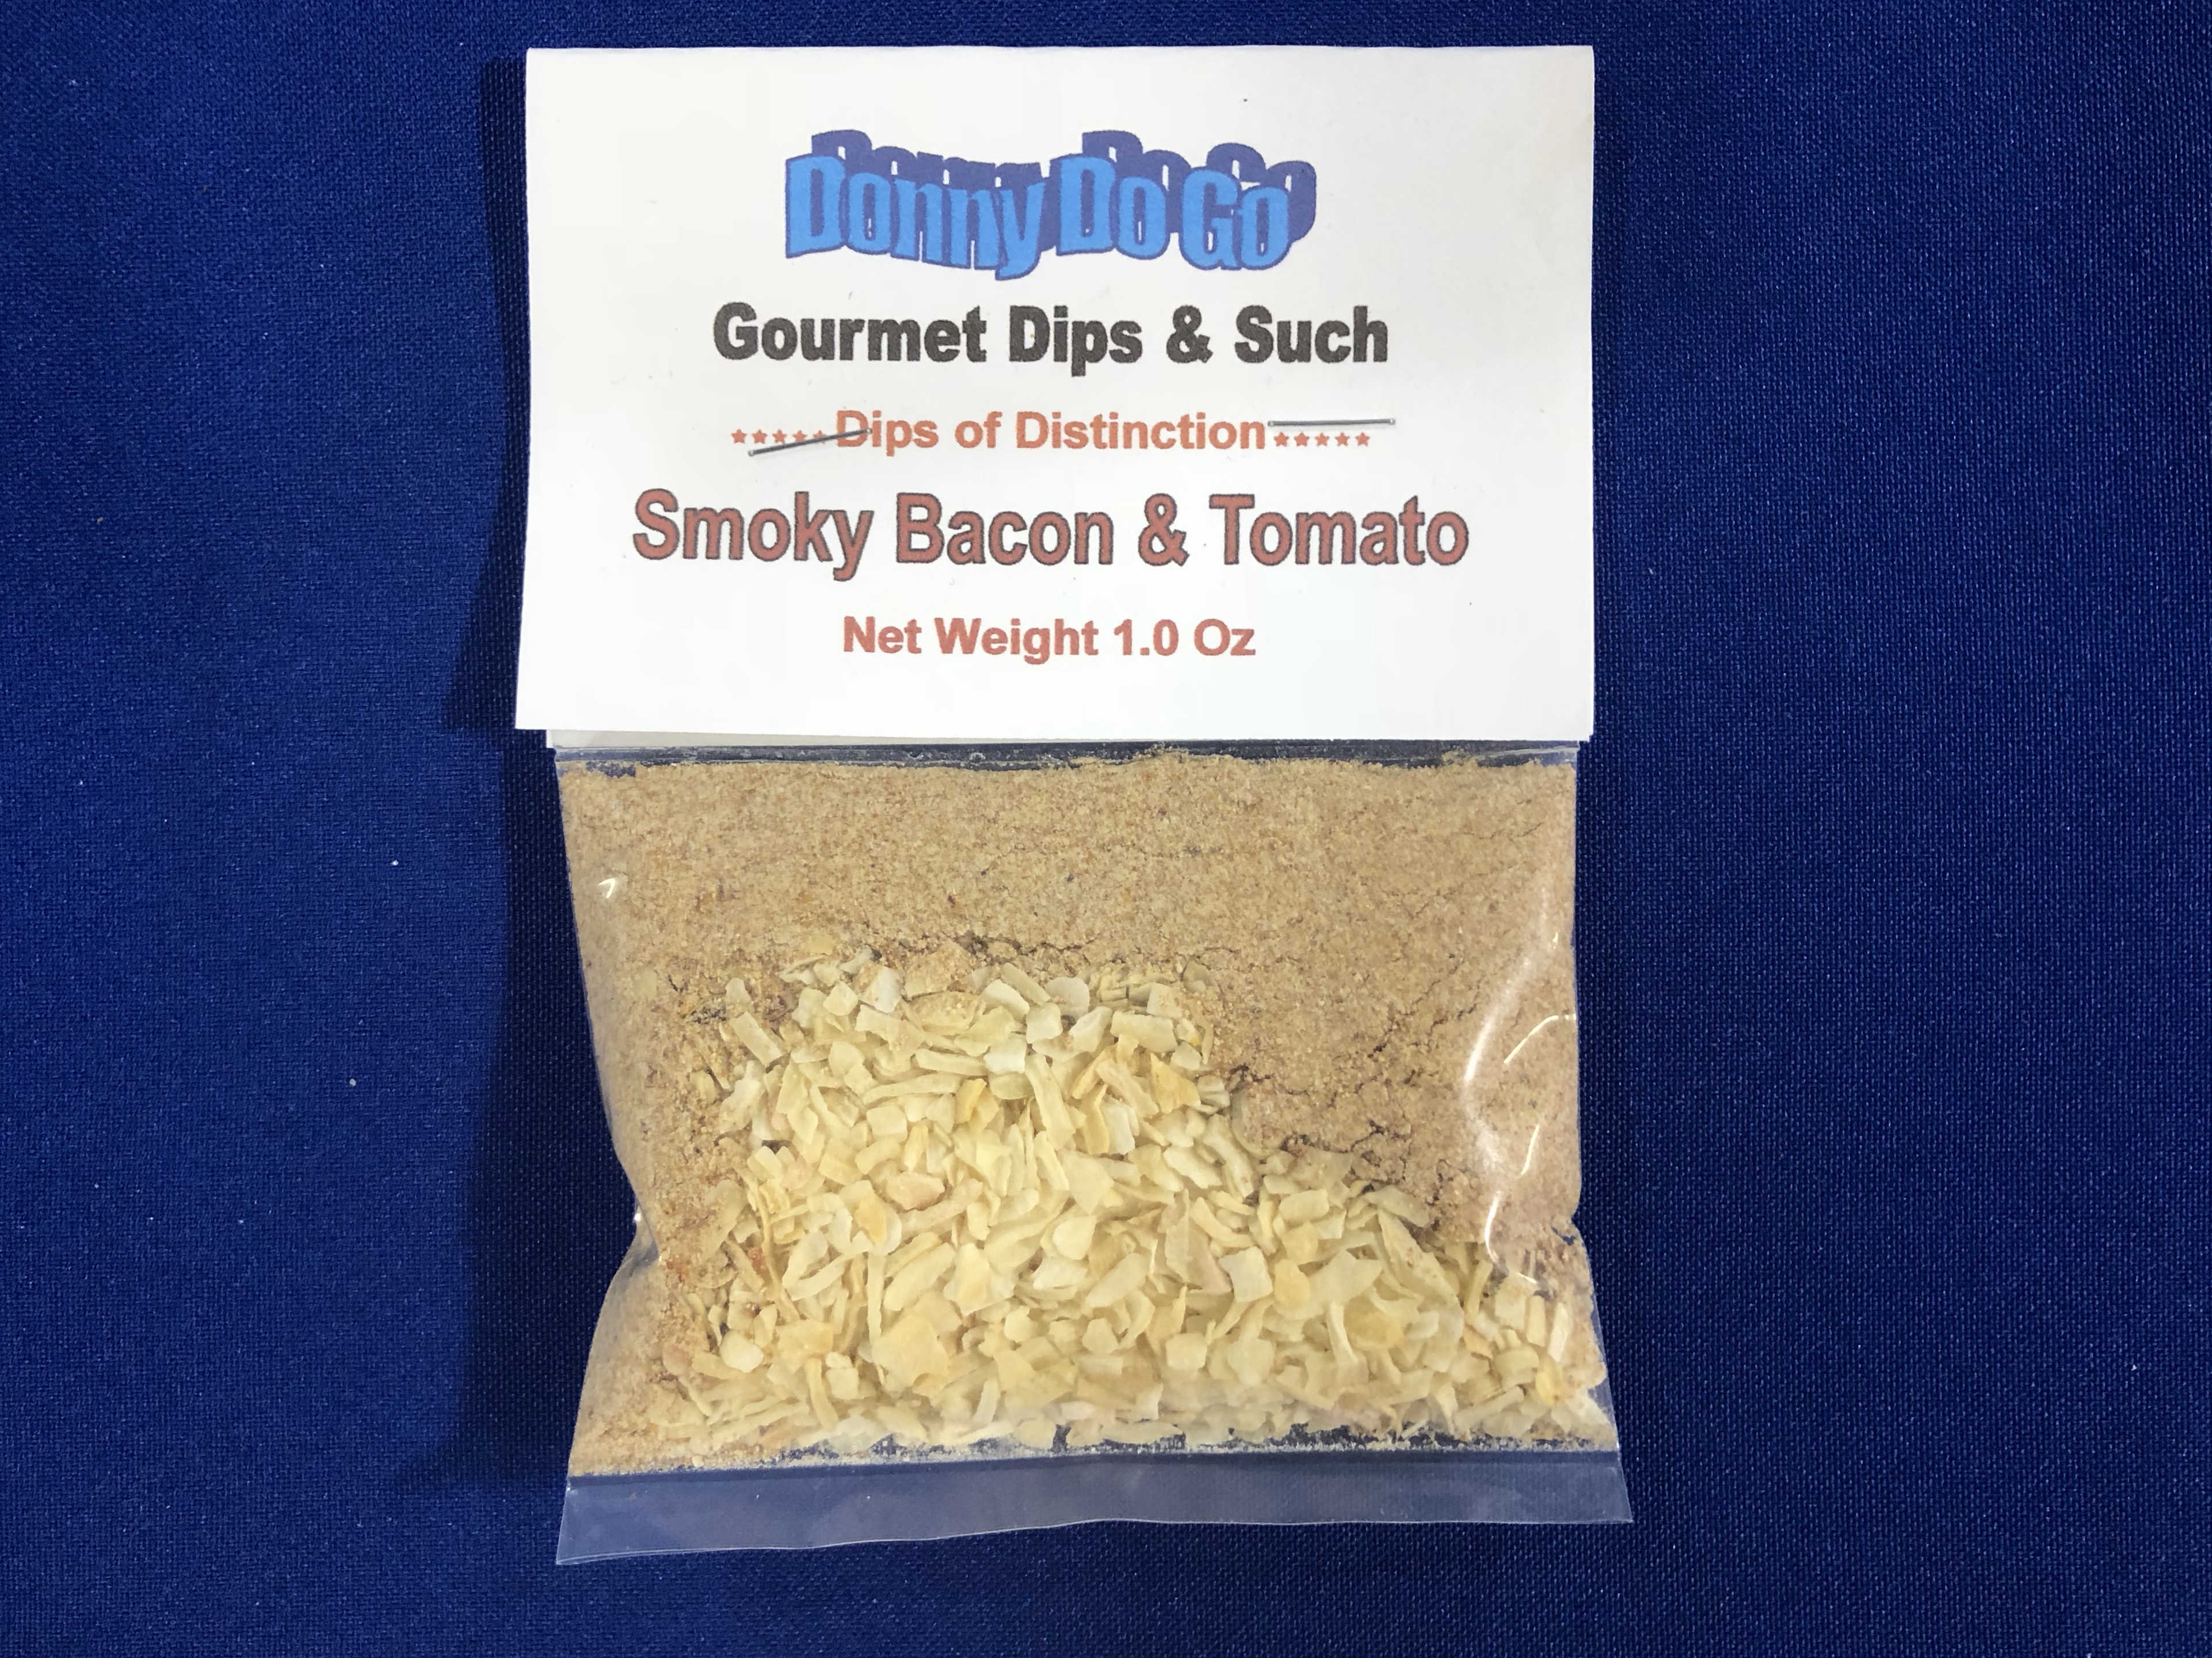 Donny Do Go
Gourmet Dips & Such
★★★★★Dips of Distinction★★★★★
Smoky Bacon & Tomato
Net Weight 1.0 Oz